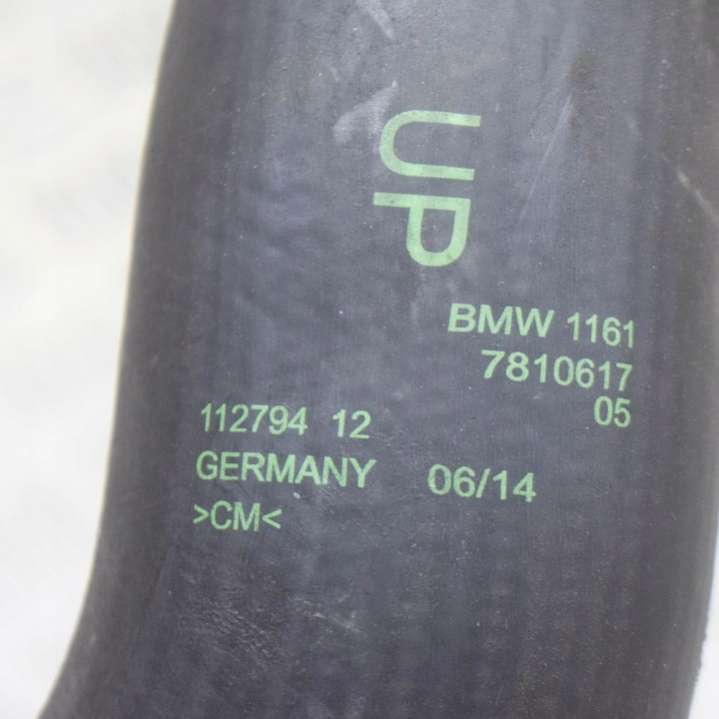 UP
BMW 1161
7810617
05
112794 12
GERMANY 06/14
>CM<